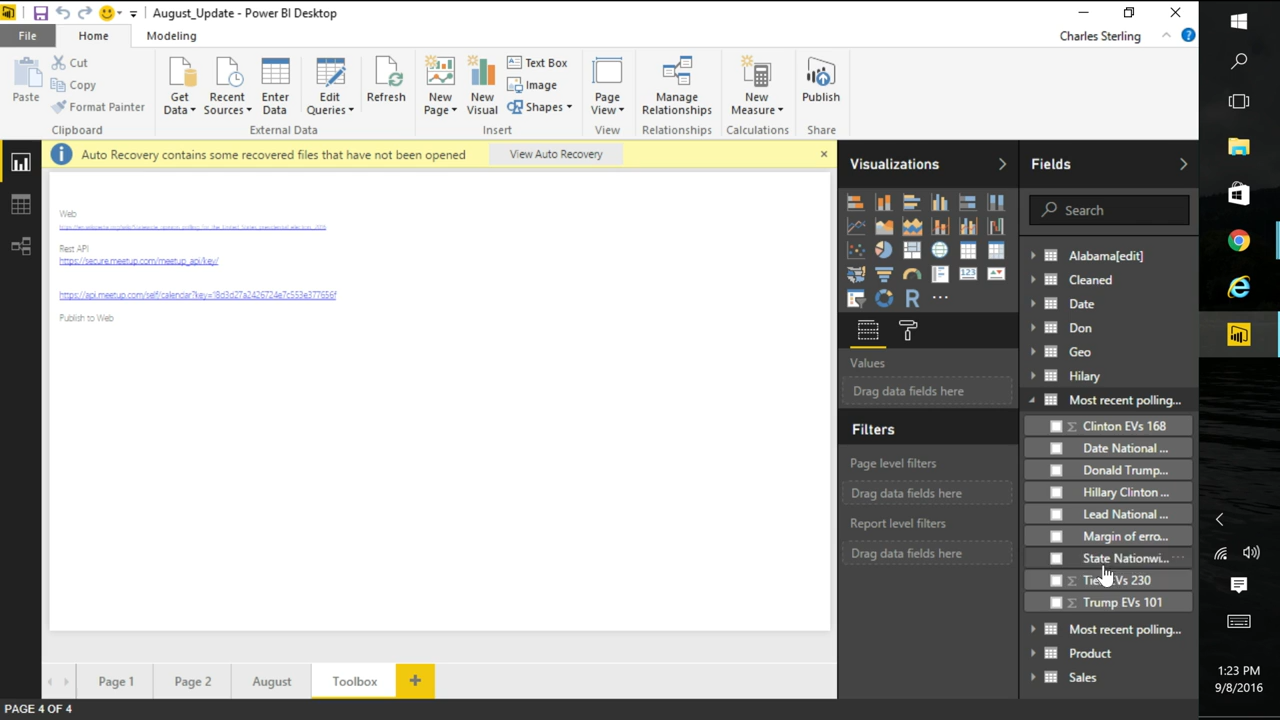 August_Update - Power BI Desktop
File
Home
Modeling
Charles Sterling
Paste
Cut
Copy
Format Painter
Clipboard
Get Data
Recent Sources
Enter Data
Edit Queries
External Data
Refresh
New Page
New Visual
Text Box
Image
Shapes
Insert
Page View
View
Manage Relationships
Relationships
New Measure
Calculations
Publish
Share
Auto Recovery contains some recovered files that have not been opened
View Auto Recovery
Web
Rest API
https://secure.meetup.com/meetup_api/key/
Publish to Web
Visualizations
R
Values
Drag data fields here
Filters
Page level filters
Drag data fields here
Report level filters
Drag data fields here
Fields
Search
Alabama[edit]
Cleaned
Date
Don
Geo
Hilary
Most recent polling...
Clinton EVs 168
Date National ...
Donald Trump...
Hillary Clinton ...
Lead National ...
Margin of erro...
State Nationwi...
EVs 230
Trump EVs 101
Most recent polling...
Product
Sales
Page 1
Page 2
August
Toolbox
PAGE 4 OF 4
1:23 PM
9/8/2016